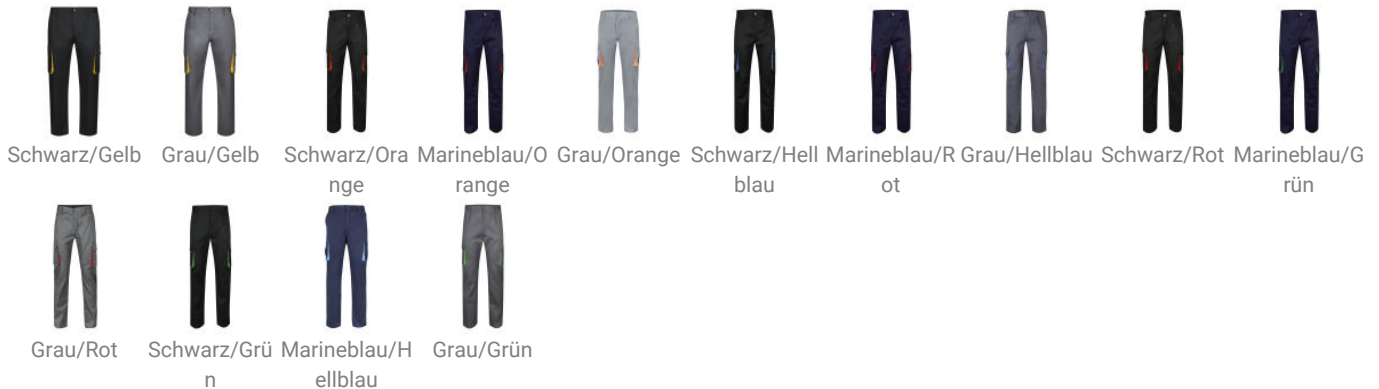 Schwarz/Gelb Grau/Gelb Schwarz/Ora Marineblau/O Grau/Orange Schwarz/Hell Marineblau/R Grau/Hellblau Schwarz/Rot Marineblau/G
nge range blau ot rün
Grau/Rot Schwarz/Grü Marineblau/H Grau/Grün
n ellblau